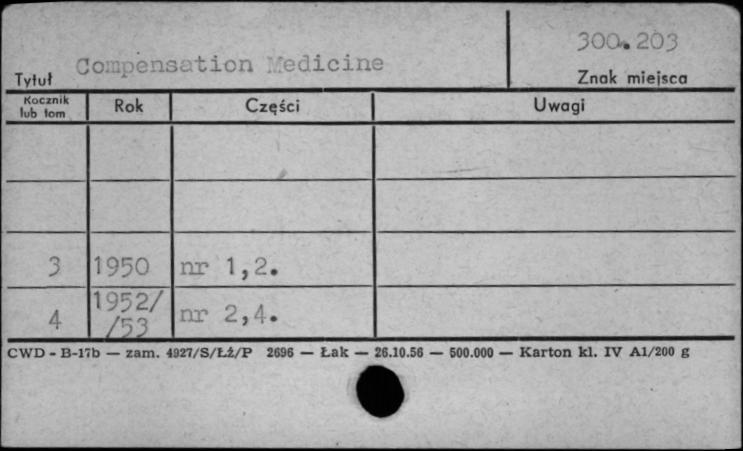 300.203
Compensation Medicine
Tytuł
Znak miejsca
Rocznik lub tom
Rok
Części
Uwagi
3 1950 nr 1,2.
4 1952/ /53 nr 2,4.
CWD - B-17b — zam. 4927/S/ŁŻ/P 2696 — Łak — 26.10.56 — 500.000 — Karton kl. IV A1/200 g